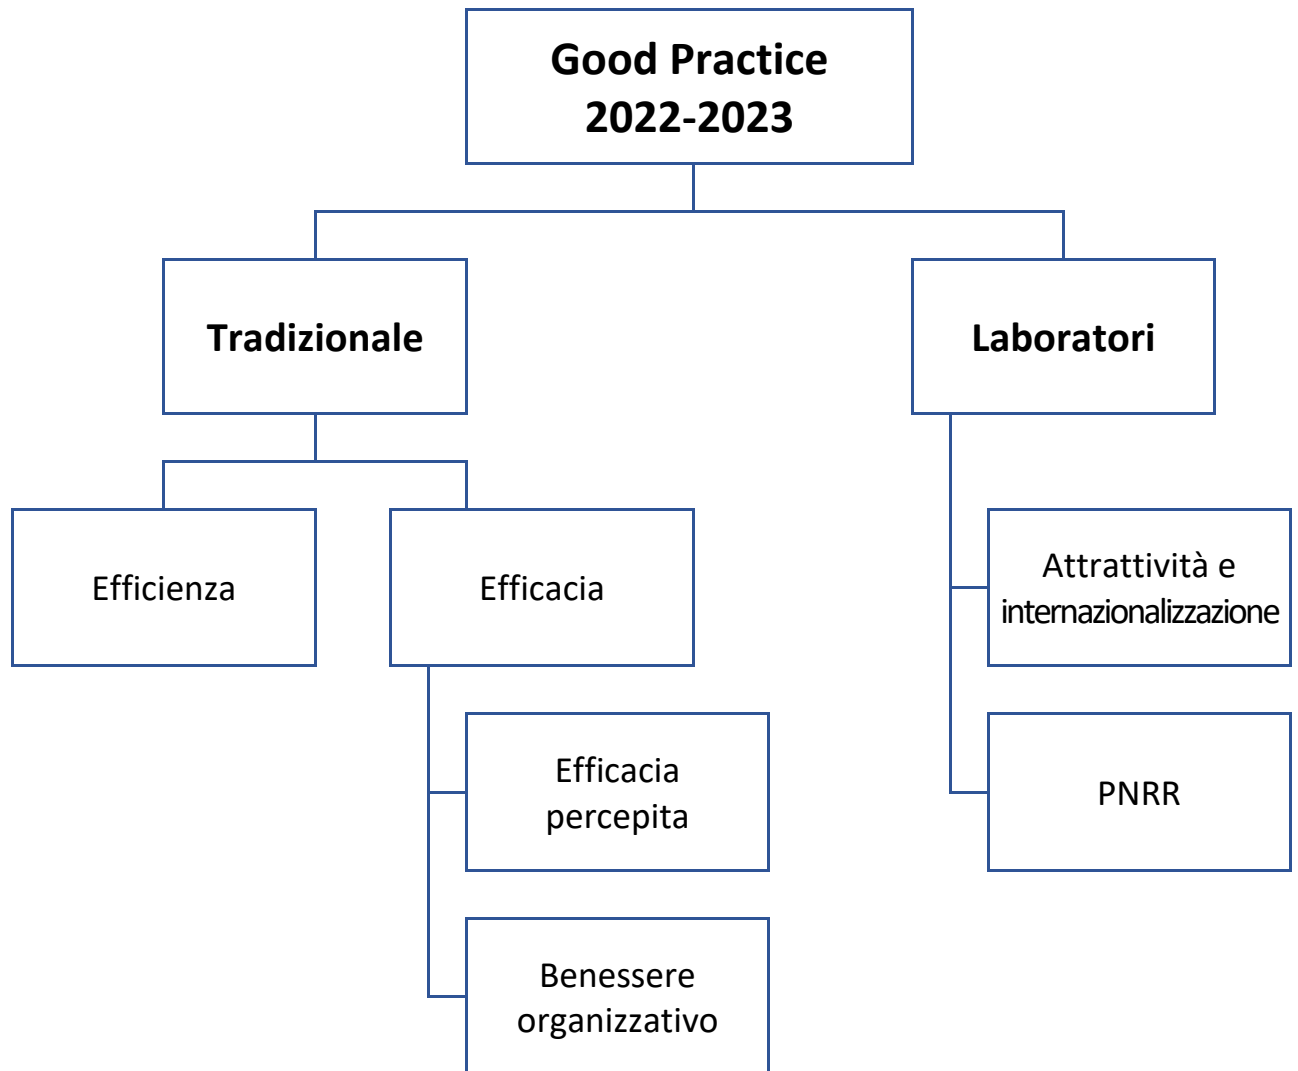 Good Practice
2022-2023
Tradizionale
Laboratori
Efficienza
Efficacia
Attrattività e
internazionalizzazione
Efficacia
percepita
PNRR
Benessere
organizzativo